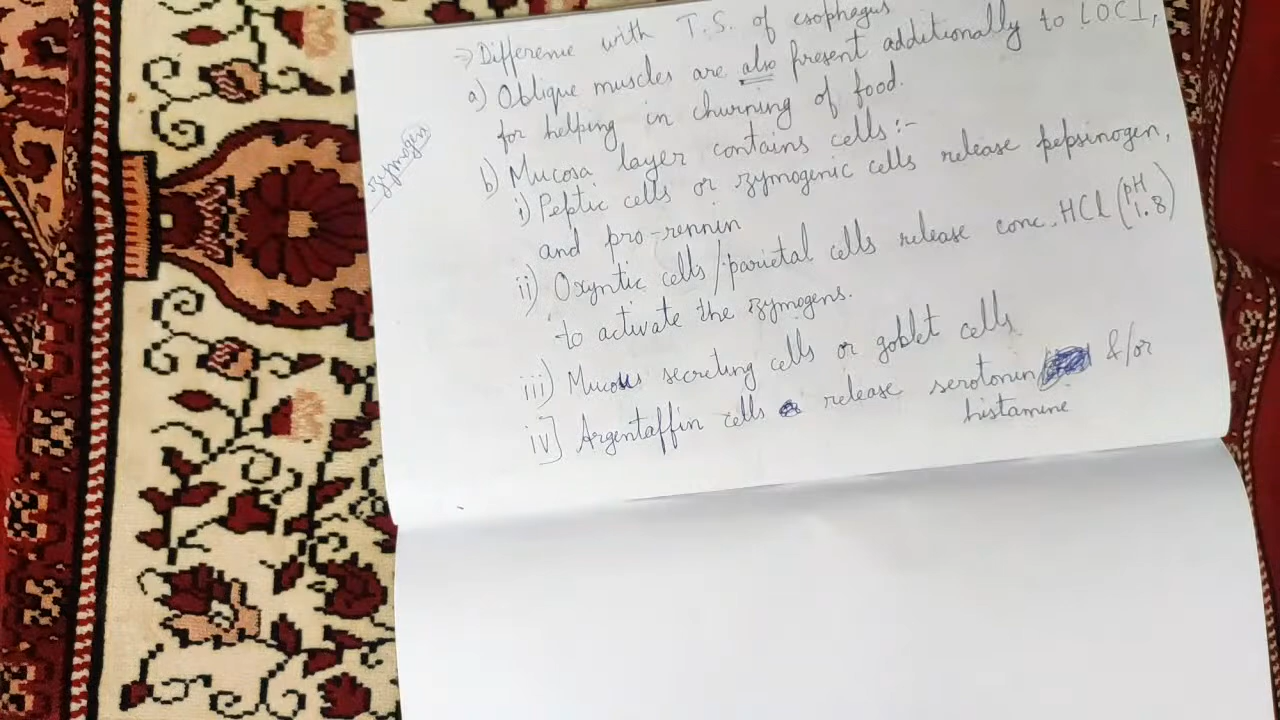 ⇒ Difference with T.S. of esophagus
a) Oblique muscles are also present additionally to LOCI,
for helping in churning of food.
zymogen
b) Mucosa layer contains cells :-
i) Peptic cells or zymogenic cells release pepsinogen,
and pro-rennin
ii) Oxyntic cells/parietal cells release conc. HCl (pH 1.8)
to activate the zymogens.
iii) Mucous secreting cells or goblet cells
iv] Argentaffin cells release serotonin &/or
histamine